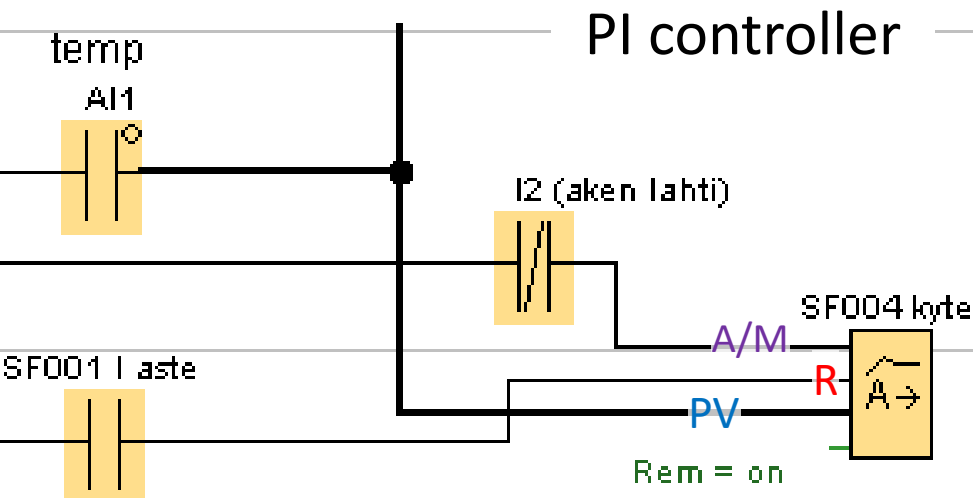 PI controller
temp
AI1
I2 (aken lahti)
SF004 kyte
A/M
SF001 I aste
R
A→
PV
Rem = on